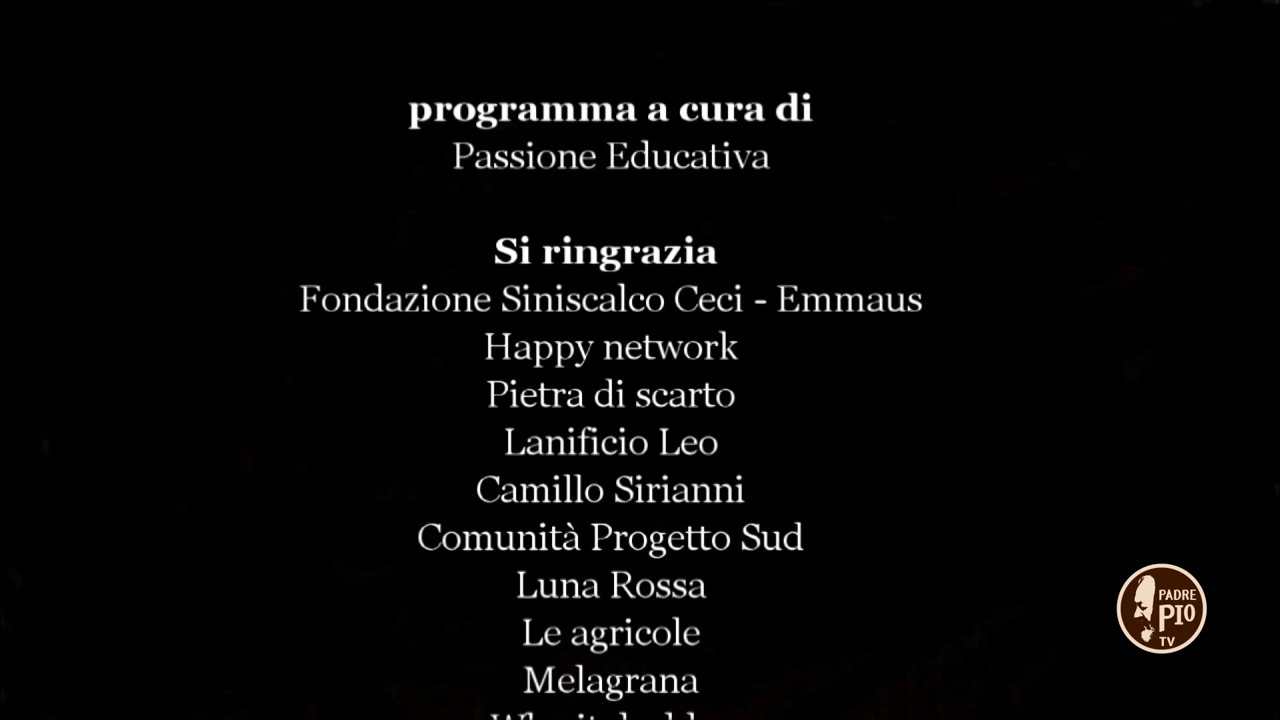 programma a cura di
Passione Educativa
Si ringrazia
Fondazione Siniscalco Ceci - Emmaus
Happy network
Pietra di scarto
Lanificio Leo
Camillo Sirianni
Comunità Progetto Sud
Luna Rossa
Le agricole
Melagrana
PADRE
PIO
TV